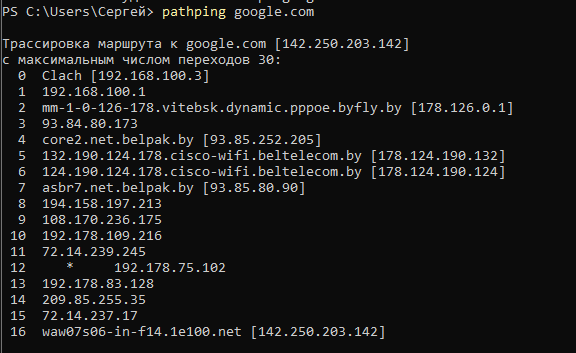 PS C:\Users\Сергей> pathping google.com
Трассировка маршрута к google.com [142.250.203.142]
с максимальным числом переходов 30:
0 Clach [192.168.100.3]
1 192.168.100.1
2 mm-1-0-126-178.vitebsk.dynamic.pppoe.byfly.by [178.126.0.1]
3 93.84.80.173
4 core2.net.belpak.by [93.85.252.205]
5 132.190.124.178.cisco-wifi.beltelecom.by [178.124.190.132]
6 124.190.124.178.cisco-wifi.beltelecom.by [178.124.190.124]
7 asbr7.net.belpak.by [93.85.80.90]
8 194.158.197.213
9 108.170.236.175
10 192.178.109.216
11 72.14.239.245
12 * 192.178.75.102
13 192.178.83.128
14 209.85.255.35
15 72.14.237.17
16 waw07s06-in-f14.1e100.net [142.250.203.142]